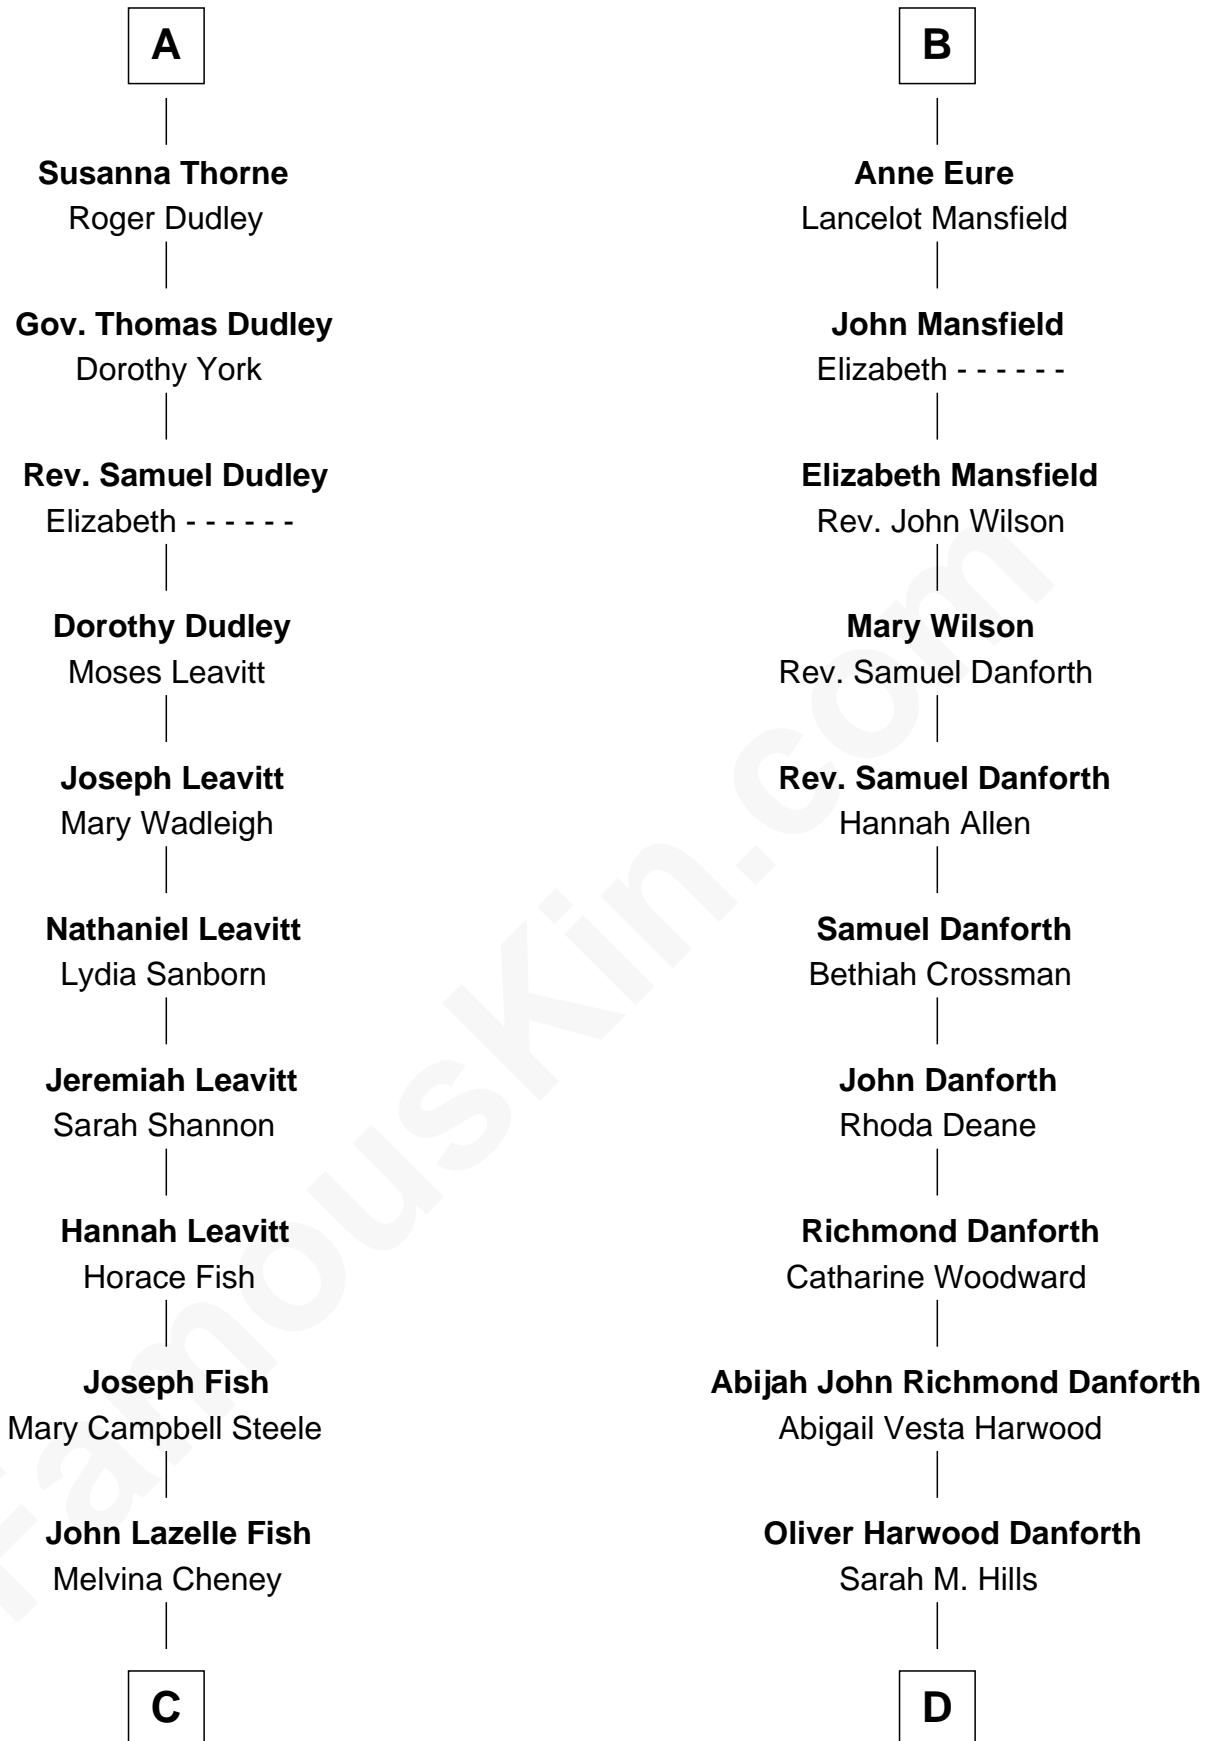 A
Susanna Thorne
Roger Dudley
Gov. Thomas Dudley
Dorothy York
Rev. Samuel Dudley
Elizabeth - - - - - -
Dorothy Dudley
Moses Leavitt
Joseph Leavitt
Mary Wadleigh
Nathaniel Leavitt
Lydia Sanborn
Jeremiah Leavitt
Sarah Shannon
Hannah Leavitt
Horace Fish
Joseph Fish
Mary Campbell Steele
John Lazelle Fish
Melvina Cheney
C
B
Anne Eure
Lancelot Mansfield
John Mansfield
Elizabeth - - - - - -
Elizabeth Mansfield
Rev. John Wilson
Mary Wilson
Rev. Samuel Danforth
Rev. Samuel Danforth
Hannah Allen
Samuel Danforth
Bethiah Crossman
John Danforth
Rhoda Deane
Richmond Danforth
Catharine Woodward
Abijah John Richmond Danforth
Abigail Vesta Harwood
Oliver Harwood Danforth
Sarah M. Hills
D
FamousKin.com